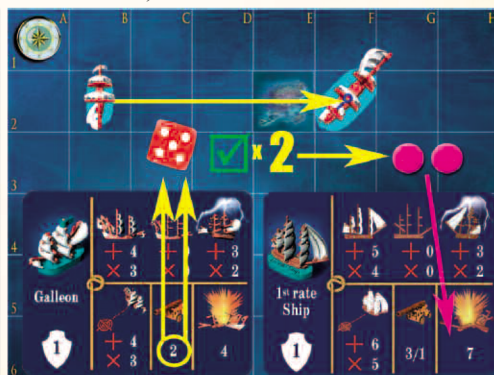 A B C D E F G H
1
2
x 2
3
4
+ 4 + 3
× 3 × 2
Galleon
1
+ 4
× 3
2
4
+ 5 + 0 + 3
× 4 × 0 × 2
1st rate
Ship
1
+ 6
× 5
3/1
7
5
6